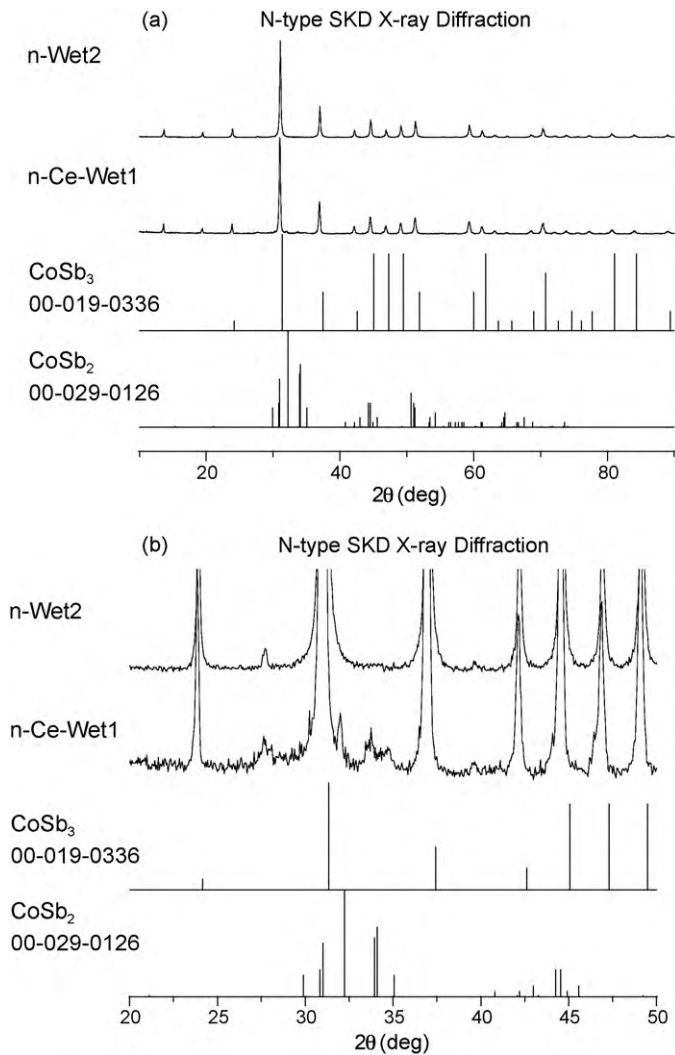 (a) N-type SKD X-ray Diffraction
n-Wet2
n-Ce-Wet1
CoSb₃
00-019-0336
CoSb₂
00-029-0126
20 40 60 80
2θ (deg)
(b) N-type SKD X-ray Diffraction
n-Wet2
n-Ce-Wet1
CoSb₃
00-019-0336
CoSb₂
00-029-0126
20 25 30 35 40 45 50
2θ (deg)